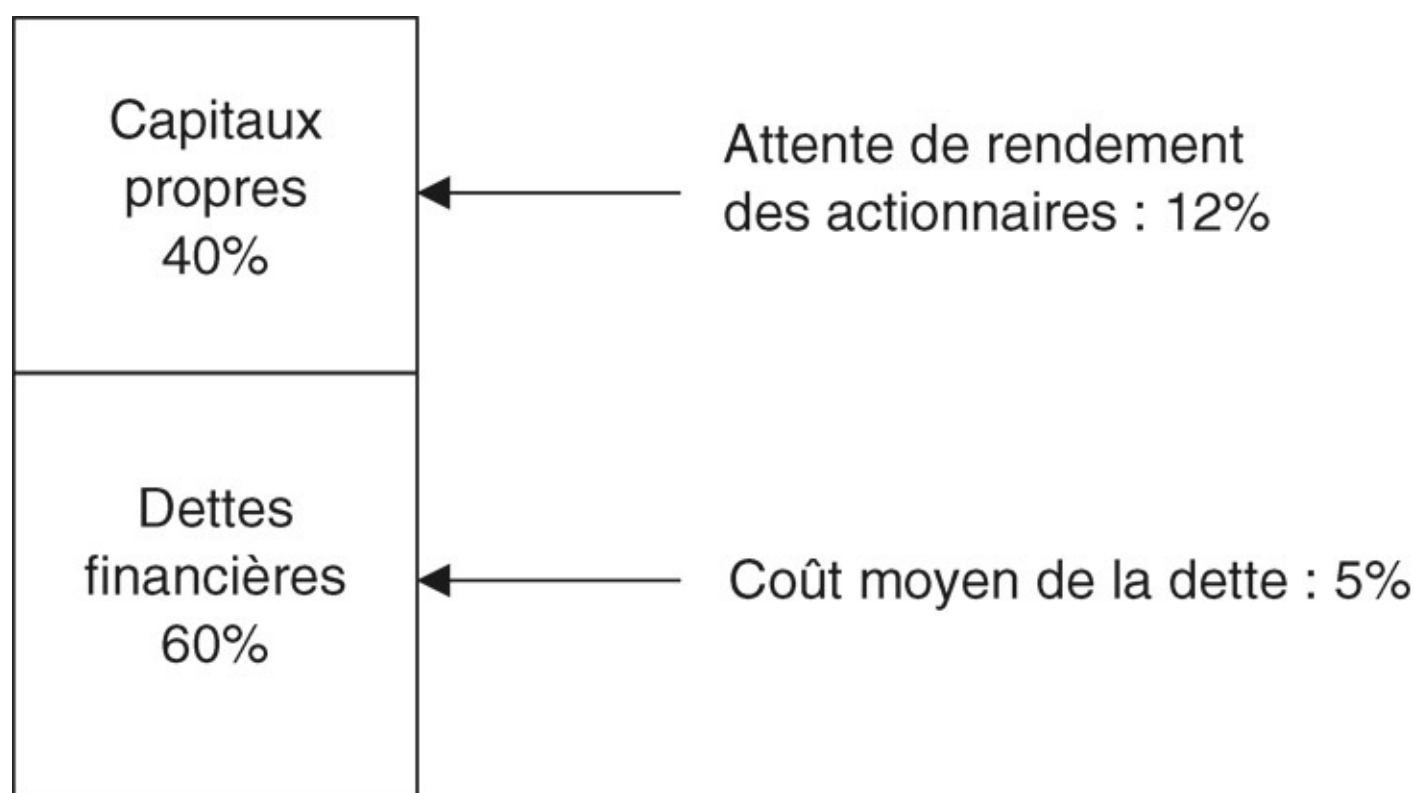 Capitaux
propres
40%
Attente de rendement
des actionnaires : 12%
Dettes
financières
60%
Coût moyen de la dette : 5%